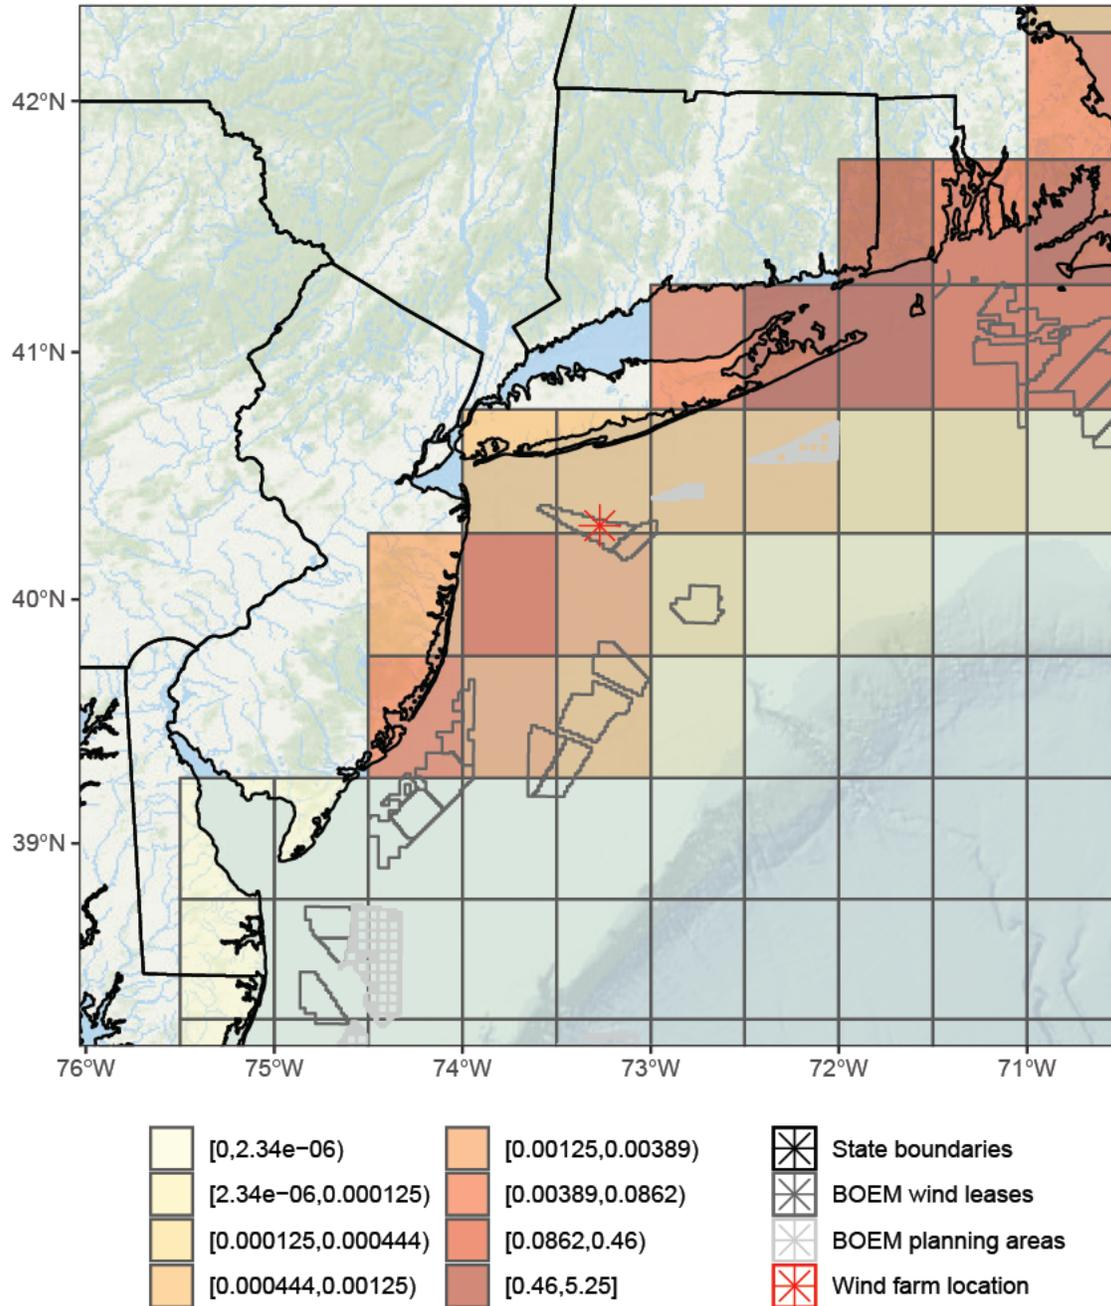 42°N
41°N
40°N
39°N
76°W 75°W 74°W 73°W 72°W 71°W
[0,2.34e−06) [0.00125,0.00389) State boundaries
[2.34e−06,0.000125) [0.00389,0.0862) BOEM wind leases
[0.000125,0.000444) [0.0862,0.46) BOEM planning areas
[0.000444,0.00125) [0.46,5.25] Wind farm location